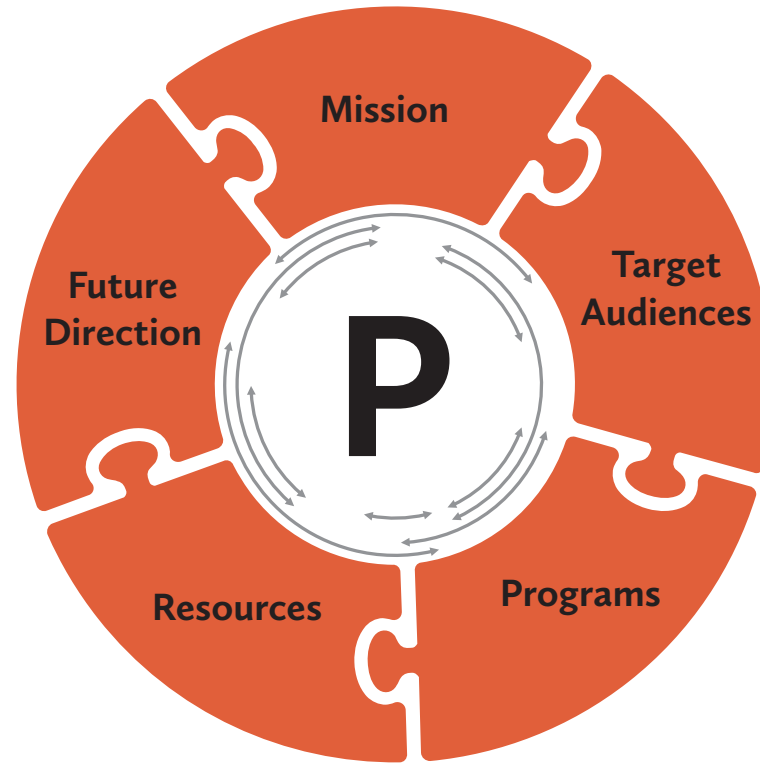 Mission
Target
Audiences
Programs
Resources
Future
Direction
P